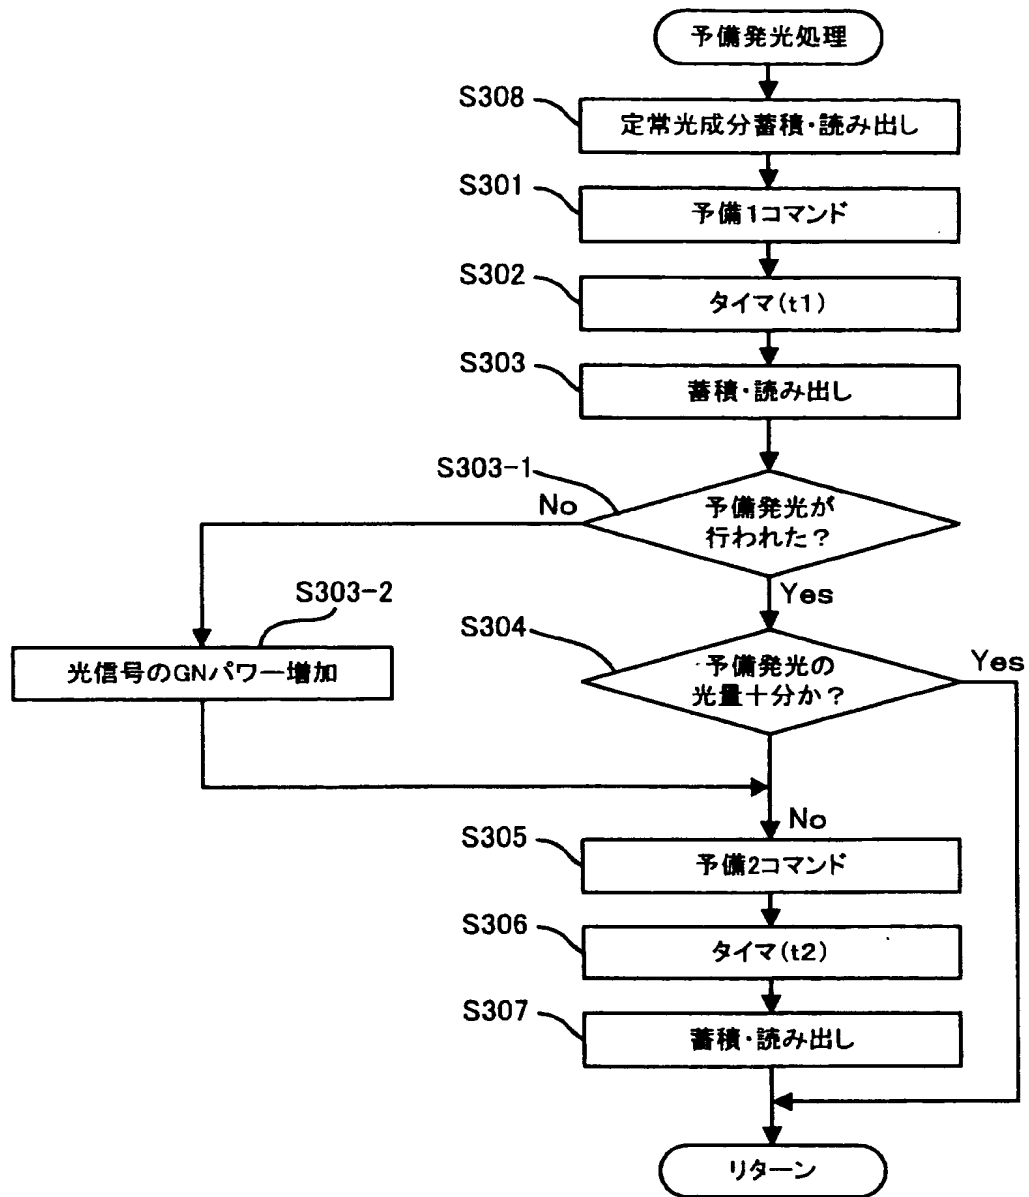 予備発光処理
S308
定常光成分蓄積・読み出し
S301
予備1コマンド
S302
タイマ(t1)
S303
蓄積・読み出し
S303-1
No
予備発光が
行われた?
Yes
S303-2
光信号のGNパワー増加
S304
予備発光の
光量十分か?
Yes
No
S305
予備2コマンド
S306
タイマ(t2)
S307
蓄積・読み出し
リターン